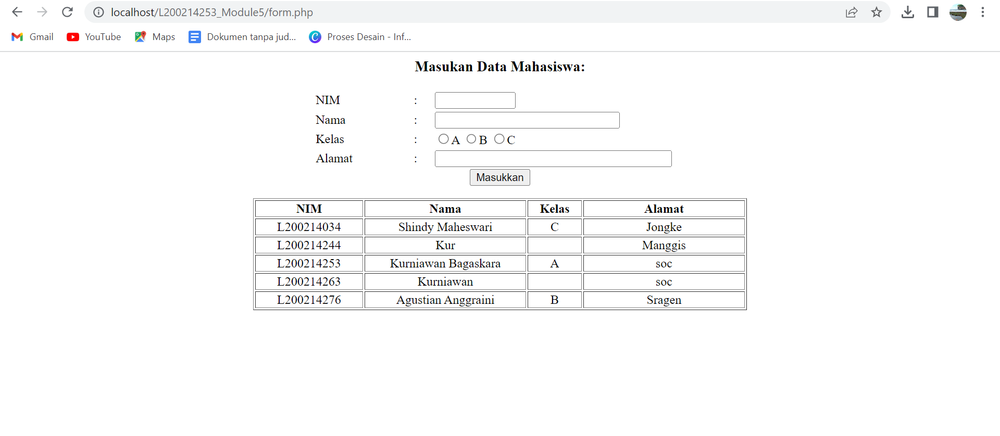 localhost/L200214253_Module5/form.php
Gmail YouTube Maps Dokumen tanpa jud... Proses Desain - Inf...
Masukan Data Mahasiswa:
NIM :
Nama :
Kelas : A B C
Alamat :
Masukkan
NIM Nama Kelas Alamat
L200214034 Shindy Maheswari C Jongke
L200214244 Kur Manggis
L200214253 Kurniawan Bagaskara A soc
L200214263 Kurniawan soc
L200214276 Agustian Anggraini B Sragen